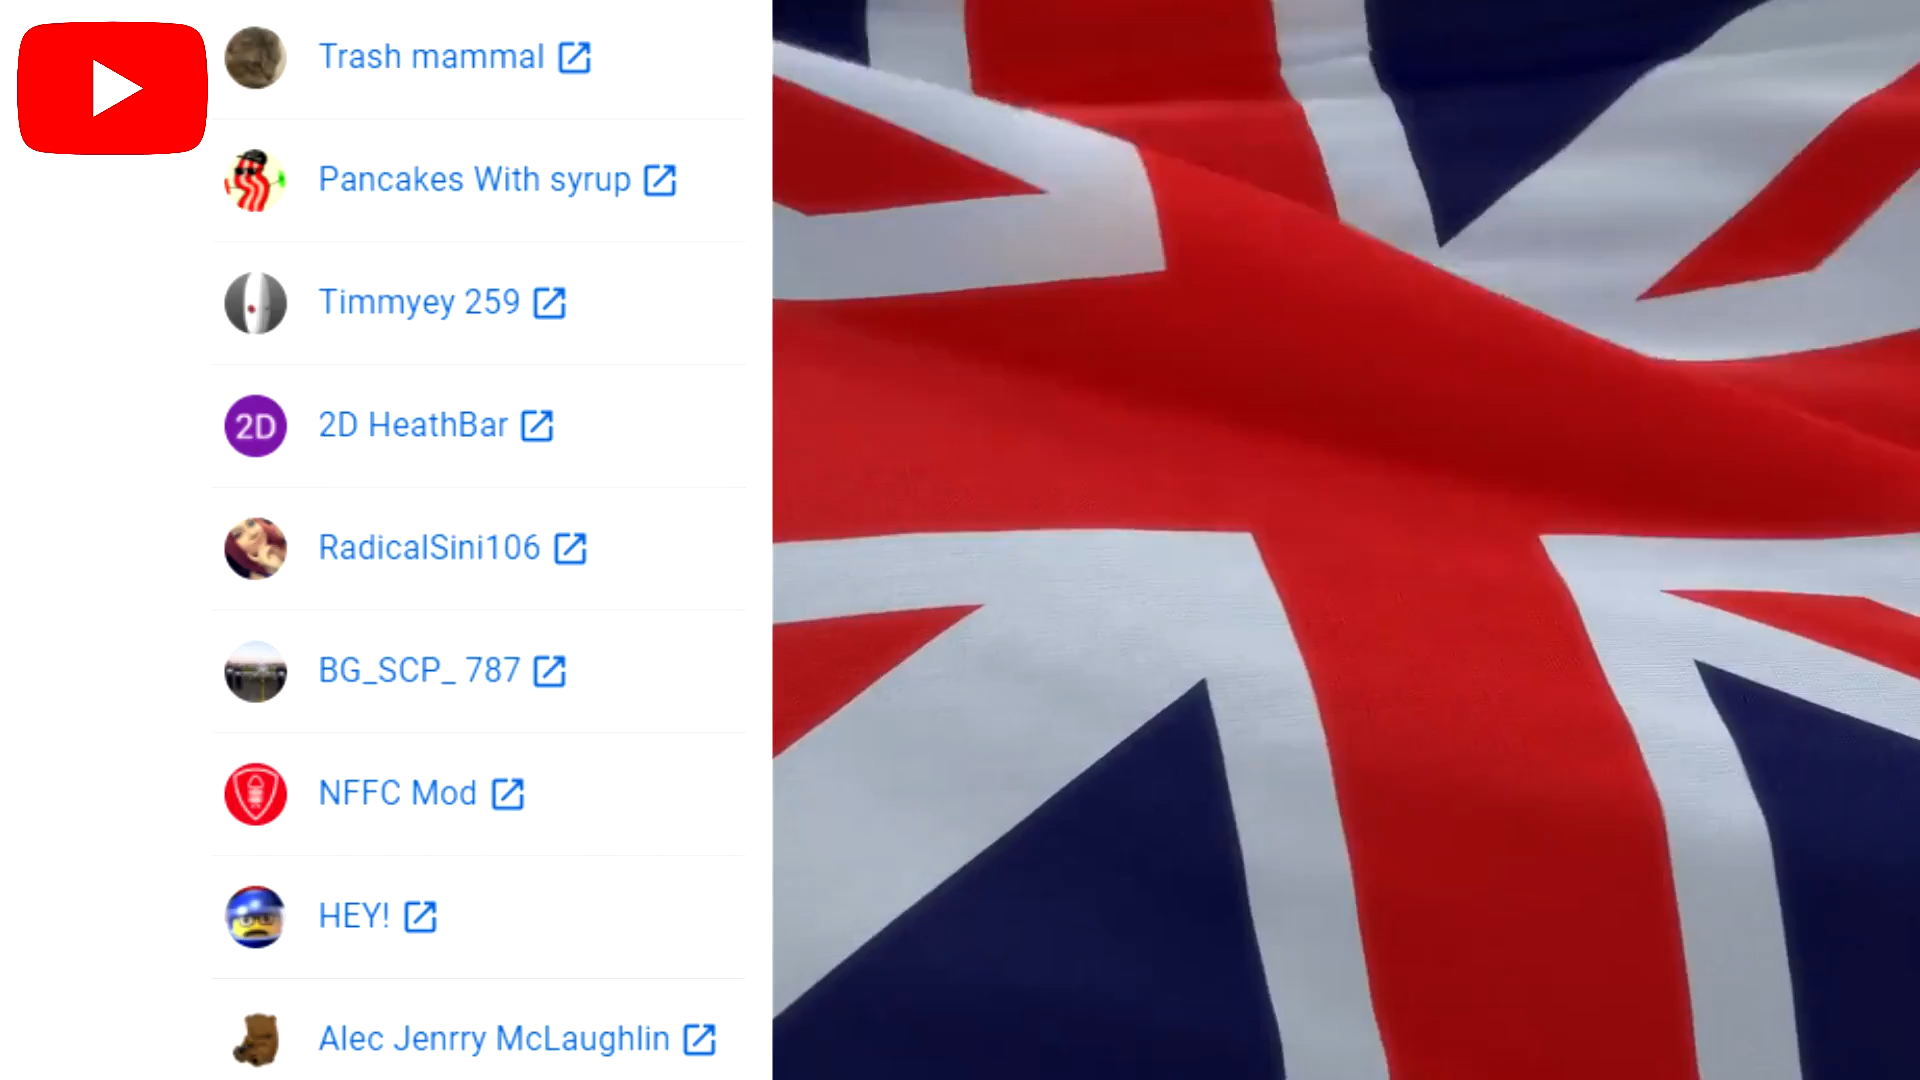 Trash mammal
Pancakes With syrup
Timmyey 259
2D
2D HeathBar
RadicalSini106
BG_SCP_ 787
NFFC Mod
HEY!
Alec Jenrry McLaughlin